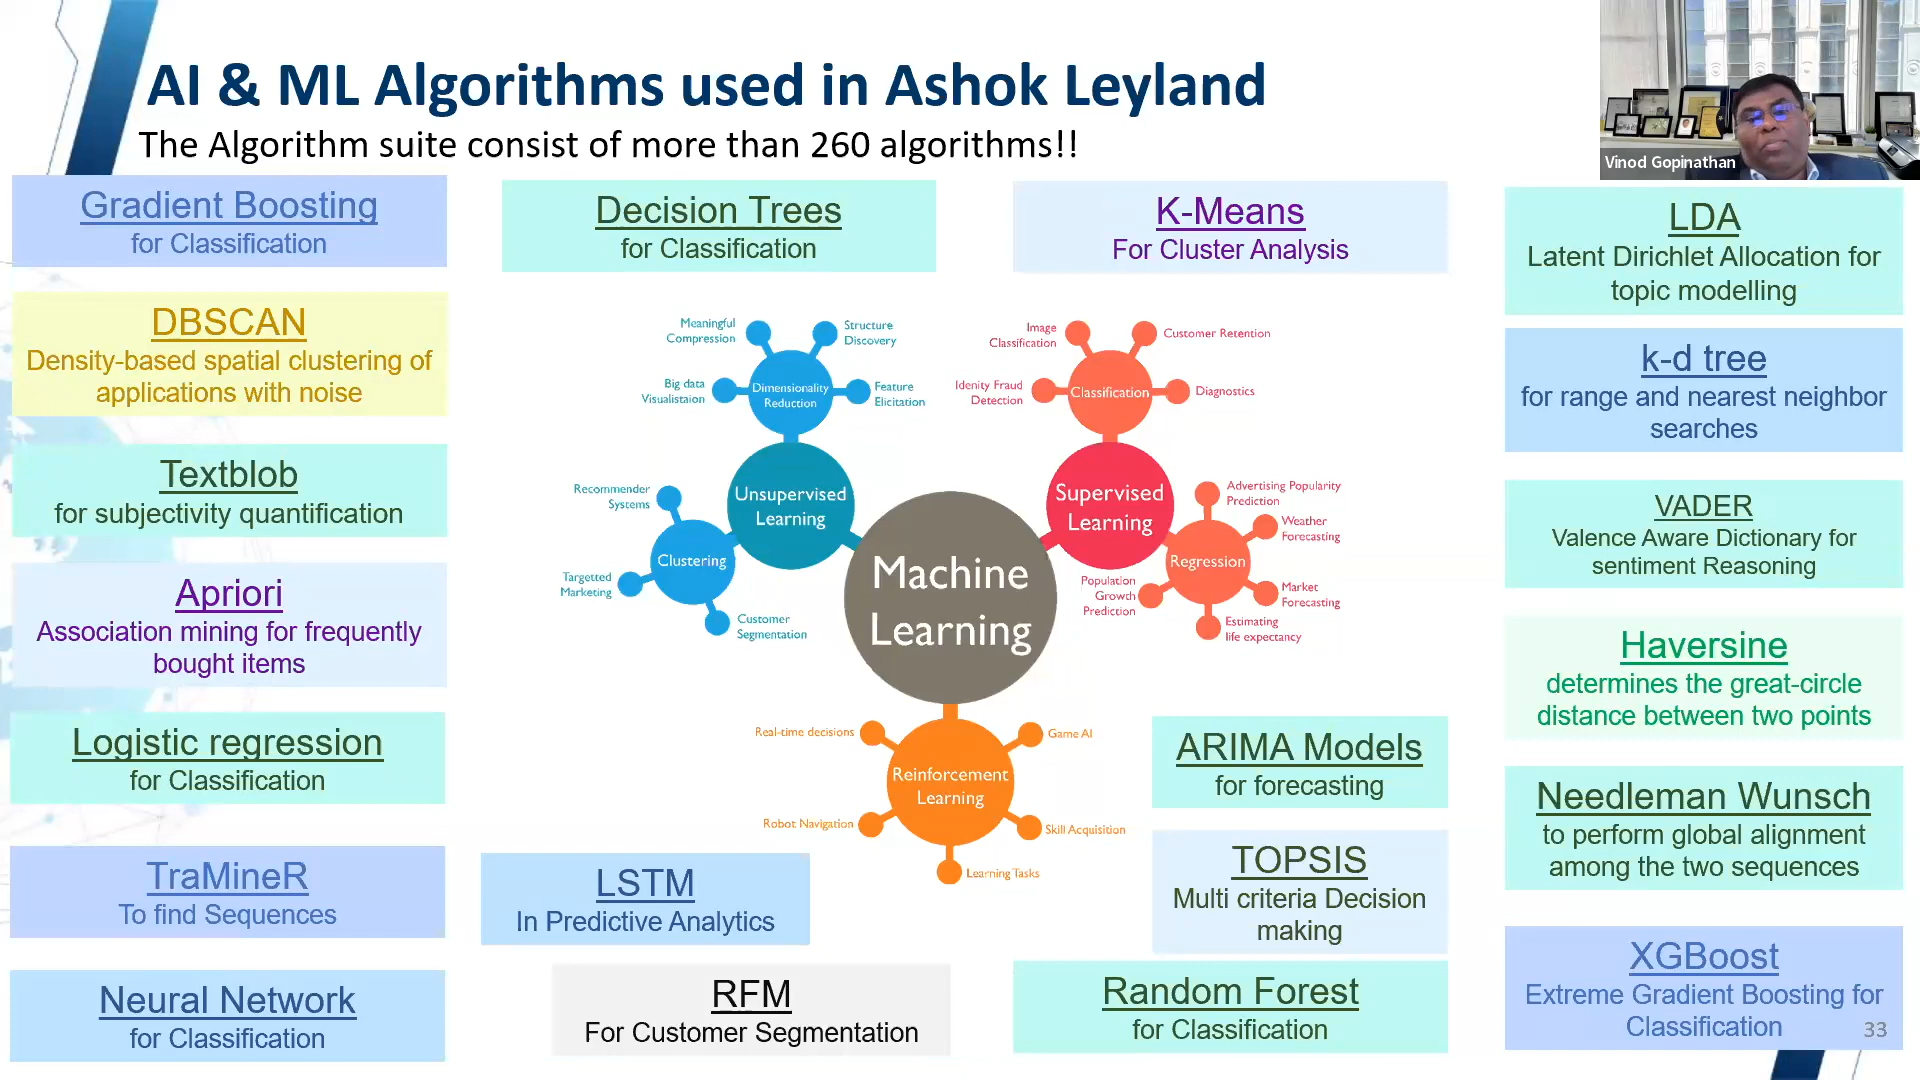 AI & ML Algorithms used in Ashok Leyland
The Algorithm suite consist of more than 260 algorithms!!
Vinod Gopinathan
Gradient Boosting
for Classification
DBSCAN
Density-based spatial clustering of
applications with noise
Textblob
for subjectivity quantification
Apriori
Association mining for frequently
bought items
Logistic regression
for Classification
TraMineR
To find Sequences
Neural Network
for Classification
Decision Trees
for Classification
K-Means
For Cluster Analysis
Meaningful
Compression
Structure
Discovery
Big data
Visualistaion
Dimensionality
Reduction
Feature
Elicitation
Unsupervised
Learning
Recommender
Systems
Clustering
Targetted
Marketing
Customer
Segmentation
Image
Classification
Customer Retention
Idenity Fraud
Detection
Classification
Diagnostics
Supervised
Learning
Advertising Popularity
Prediction
Weather
Forecasting
Regression
Population
Growth
Prediction
Market
Forecasting
Estimating
life expectancy
Machine
Learning
Real-time decisions
Game AI
Reinforcement
Learning
Robot Navigation
Skill Acquisition
Learning Tasks
LSTM
In Predictive Analytics
RFM
For Customer Segmentation
ARIMA Models
for forecasting
TOPSIS
Multi criteria Decision
making
Random Forest
for Classification
LDA
Latent Dirichlet Allocation for
topic modelling
k-d tree
for range and nearest neighbor
searches
VADER
Valence Aware Dictionary for
sentiment Reasoning
Haversine
determines the great-circle
distance between two points
Needleman Wunsch
to perform global alignment
among the two sequences
XGBoost
Extreme Gradient Boosting for
Classification
33